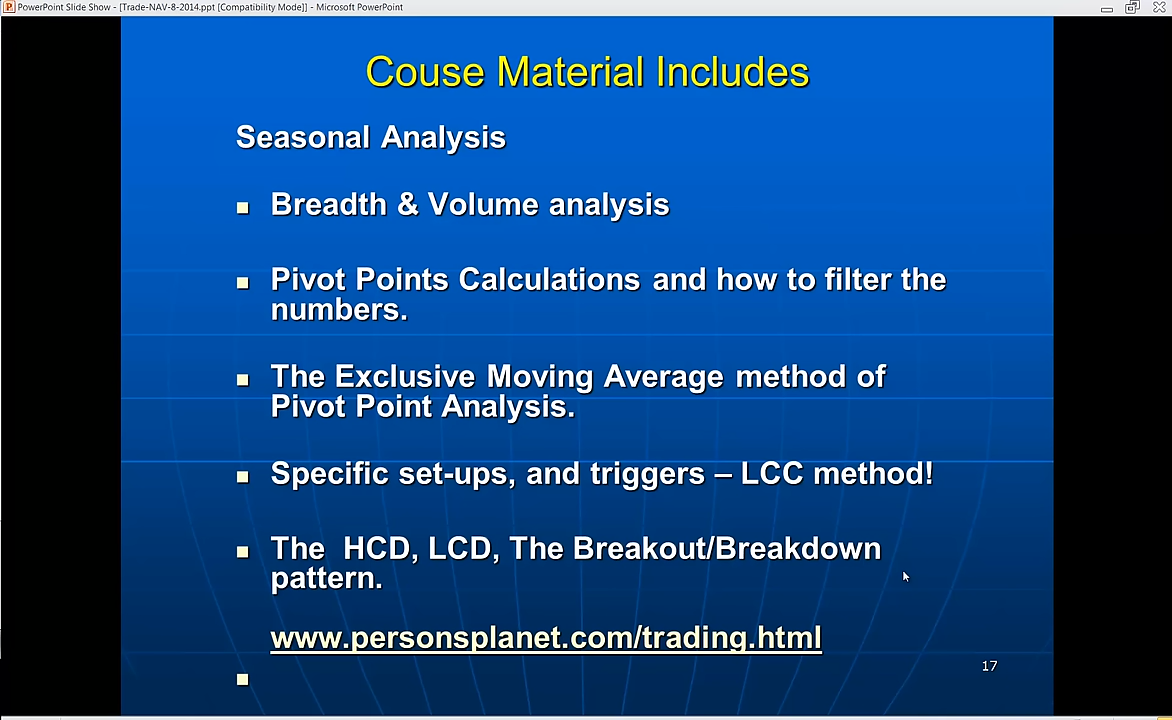 PowerPoint Slide Show - [Trade-NAV-8-2014.ppt [Compatibility Mode]] - Microsoft PowerPoint
Couse Material Includes
Seasonal Analysis
Breadth & Volume analysis
Pivot Points Calculations and how to filter the
numbers.
The Exclusive Moving Average method of
Pivot Point Analysis.
Specific set-ups, and triggers – LCC method!
The  HCD, LCD, The Breakout/Breakdown
pattern.
www.personsplanet.com/trading.html
17